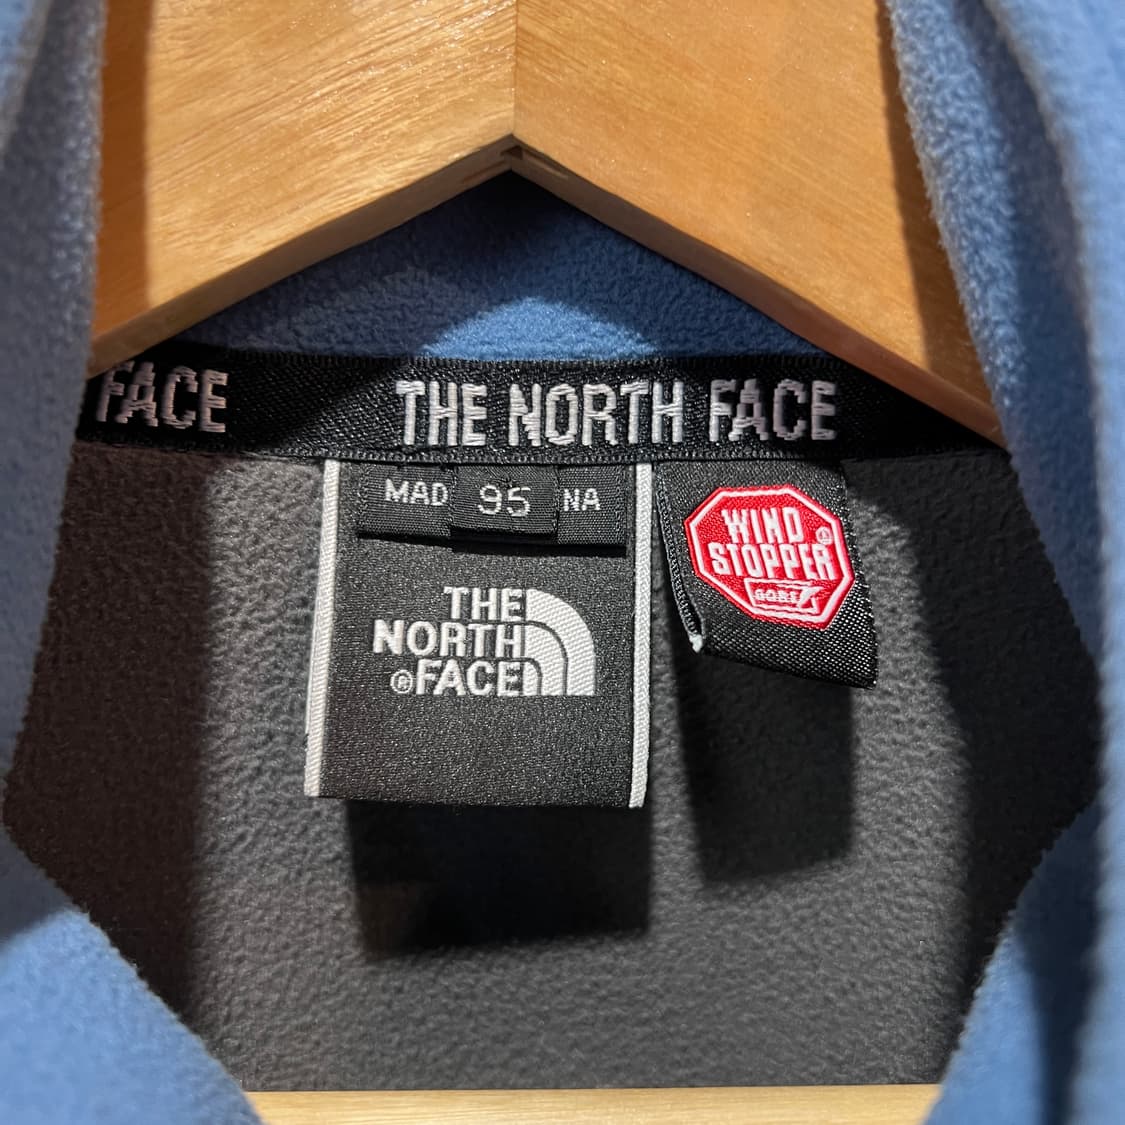 FACE
THE NORTH FACE
MAD 95 NA
THE
NORTH
®FACE
WIND
STOPPER®
GORE